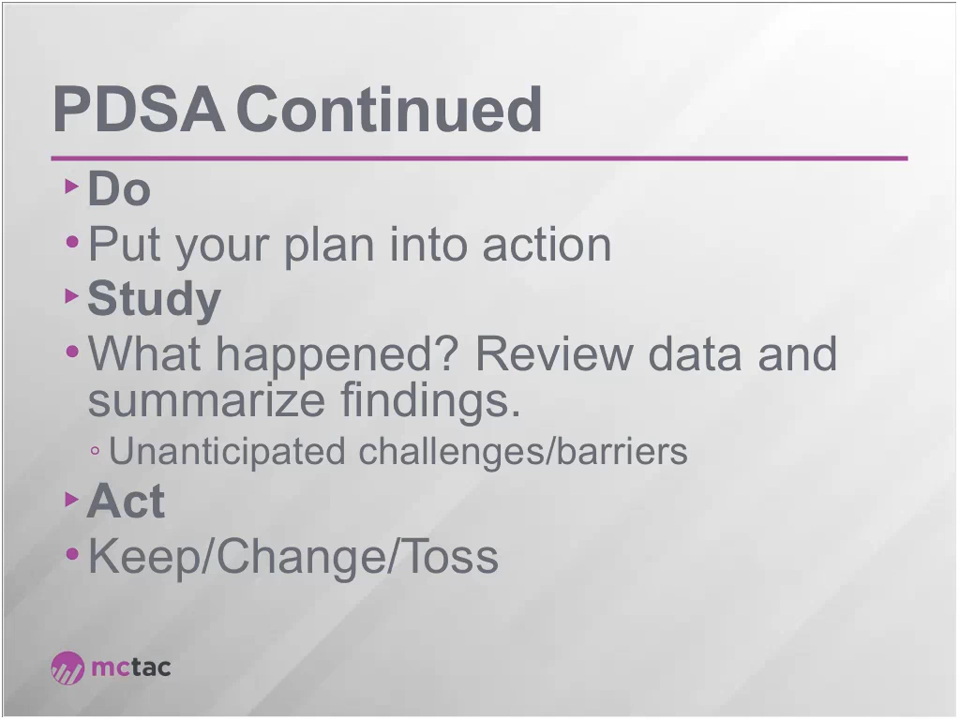 PDSA Continued
Do
Put your plan into action
Study
What happened? Review data and
summarize findings.
Unanticipated challenges/barriers
Act
Keep/Change/Toss
mctac